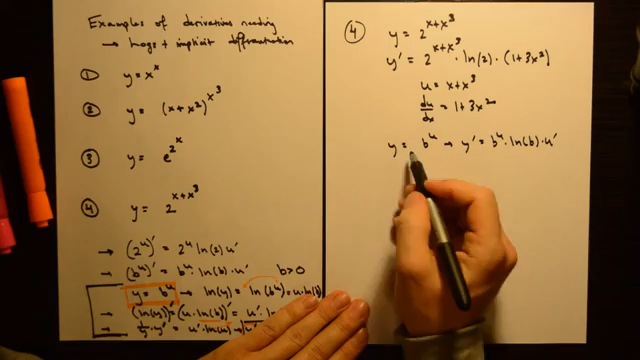 Examples of derivatives needing
→ Logs + implicit differentiation
① y = x^x
② y = (x + x²)^x³
③ y = e^2^x
④ y = 2^x+x³
→ (2^u)' = 2^u ln(2) u'
→ (b^u)' = b^u · ln(b) · u' b>0
y = b^u → ln(y) = ln(b^u) = u·ln(b)
→ (ln(y))' = (u·ln(b))' = u'·ln
→ 1/y · y' = u'·ln(b)
④ y = 2^x+x³
y' = 2^x+x³ · ln(2) · (1+3x²)
u = x + x³
du/dx = 1 + 3x²
y = b^u → y' = b^u · ln(b) · u'